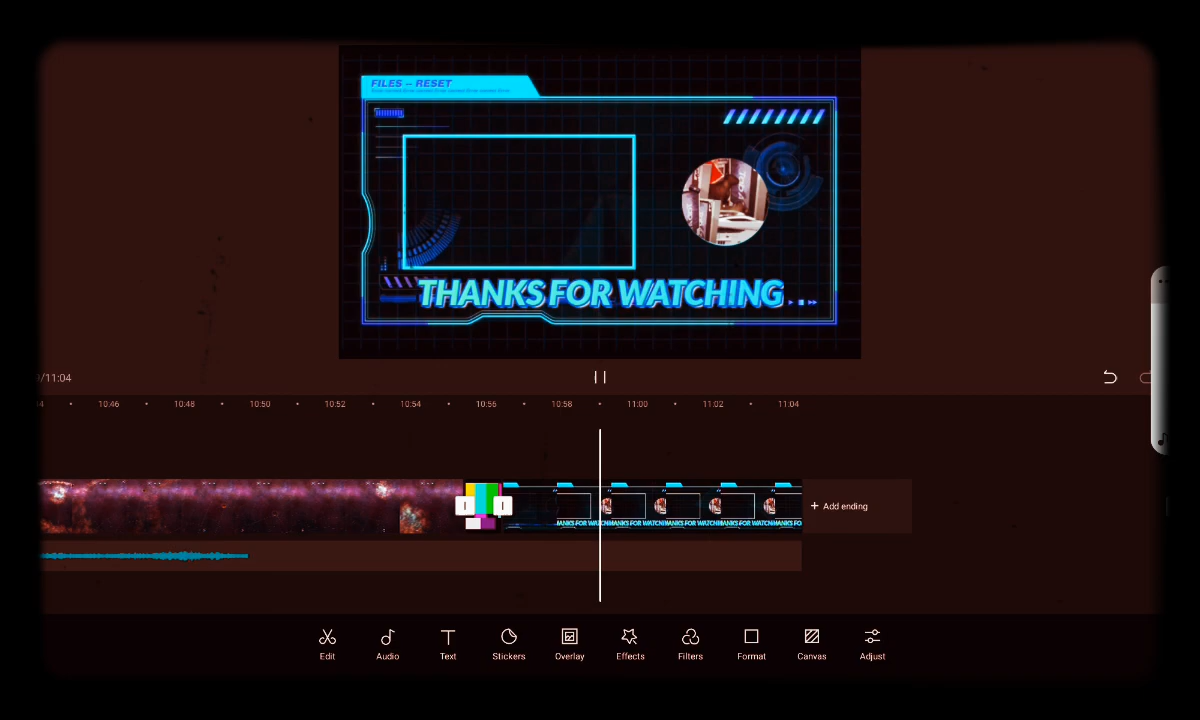 FILES – RESET
THANKS FOR WATCHING
/11:04
10:46
10:48
10:50
10:52
10:54
10:56
10:58
11:00
11:02
11:04
+ Add ending
Edit
Audio
Text
Stickers
Overlay
Effects
Filters
Format
Canvas
Adjust